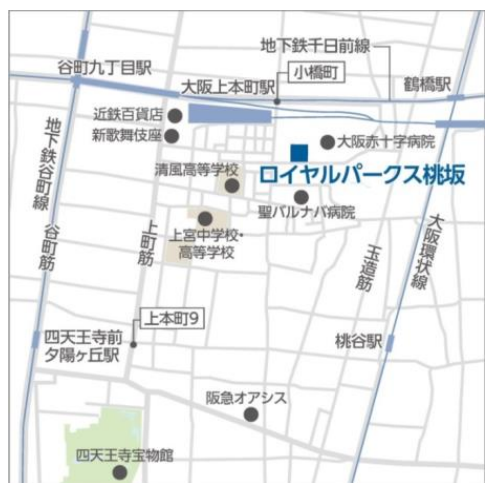 地下鉄千日前線
谷町九丁目駅
小橋町
鶴橋駅
大阪上本町駅
近鉄百貨店
新歌舞伎座
大阪赤十字病院
ロイヤルパークス桃坂
清風高等学校
聖バルナバ病院
地下鉄谷町線
谷町筋
上町筋
上宮中学校・
高等学校
玉造筋
大阪環状線
上本町9
四天王寺前
夕陽ヶ丘駅
桃谷駅
阪急オアシス
四天王寺宝物館